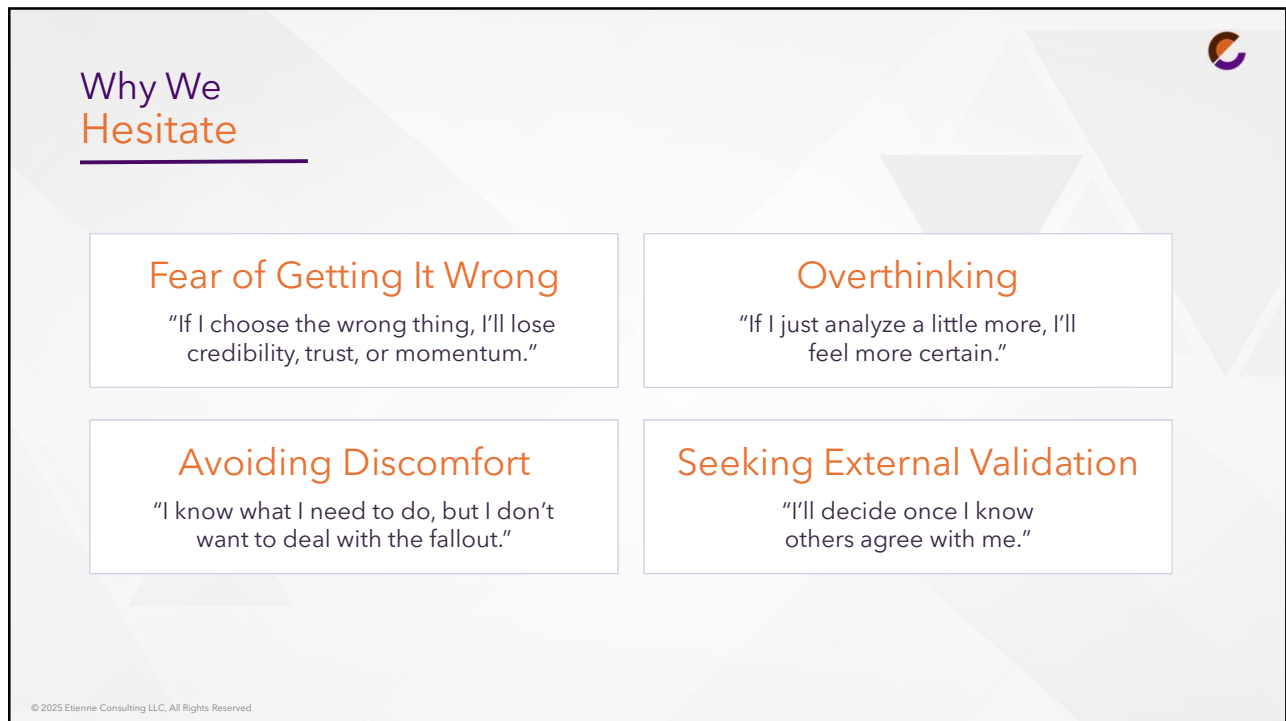 Why We
Hesitate
Fear of Getting It Wrong
“If I choose the wrong thing, I’ll lose
credibility, trust, or momentum.”
Overthinking
“If I just analyze a little more, I’ll
feel more certain.”
Avoiding Discomfort
“I know what I need to do, but I don’t
want to deal with the fallout.”
Seeking External Validation
“I’ll decide once I know
others agree with me.”
© 2025 Etienne Consulting LLC, All Rights Reserved